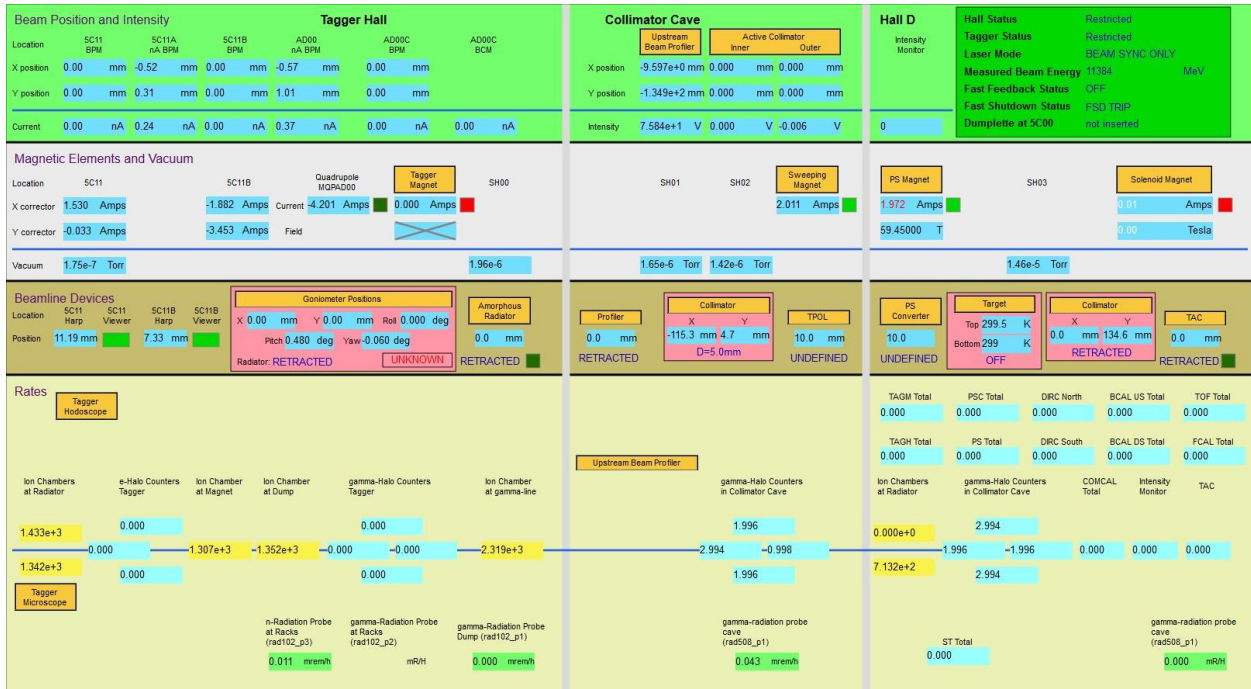 Beam Position and Intensity Tagger Hall Collimator Cave Hall D
Location 5C11 BPM 5C11A nA BPM 5C11B BPM AD00 nA BPM AD00C BPM AD00C BCM
X position 0.00 mm -0.52 mm 0.00 mm -0.57 mm 0.00 mm
Y position 0.00 mm 0.31 mm 0.00 mm 1.01 mm 0.00 mm
Current 0.00 nA 0.24 nA 0.00 nA 0.37 nA 0.00 nA 0.00 nA
Upstream Beam Profiler Active Collimator Inner Outer
X position -9.597e+0 mm 0.000 mm 0.000 mm
Y position -1.349e+2 mm 0.000 mm 0.000 mm
Intensity 7.584e+1 V 0.000 V -0.006 V
Intensity Monitor
0
Hall Status Restricted
Tagger Status Restricted
Laser Mode BEAM SYNC ONLY
Measured Beam Energy 11384 MeV
Fast Feedback Status OFF
Fast Shutdown Status FSD TRIP
Dumplette at 5C00 not inserted
Magnetic Elements and Vacuum
Location 5C11 5C11B Quadrupole MQPAD00 Tagger Magnet SH00
X corrector 1.530 Amps -1.882 Amps Current -4.201 Amps 0.000 Amps
Y corrector -0.033 Amps -3.453 Amps Field
Vacuum 1.75e-7 Torr 1.96e-6
SH01 SH02 Sweeping Magnet
2.011 Amps
1.65e-6 Torr 1.42e-6 Torr
PS Magnet SH03 Solenoid Magnet
1.972 Amps 0.01 Amps
59.45000 T 0.00 Tesla
1.46e-5 Torr
Beamline Devices
Location 5C11 Harp 5C11 Viewer 5C11B Harp 5C11B Viewer
Position 11.19 mm 7.33 mm
Goniometer Positions
X 0.00 mm Y 0.00 mm Roll 0.000 deg
Pitch 0.480 deg Yaw -0.060 deg
Radiator: RETRACTED UNKNOWN
Amorphous Radiator
0.0 mm
RETRACTED
Profiler
0.0 mm
RETRACTED
Collimator
X Y
-115.3 mm 4.7 mm
D=5.0mm
TPOL
10.0 mm
UNDEFINED
PS Converter
10.0
UNDEFINED
Target
Top 299.5 K
Bottom 299 K
OFF
Collimator
X Y
0.0 mm 134.6 mm
RETRACTED
TAC
0.0 mm
RETRACTED
Rates
Tagger Hodoscope
Ion Chambers at Radiator e-Halo Counters Tagger Ion Chamber at Magnet Ion Chamber at Dump gamma-Halo Counters Tagger Ion Chamber at gamma-line
1.433e+3 0.000 0.000
0.000 1.307e+3 1.352e+3 0.000 0.000 2.319e+3
1.342e+3 0.000 0.000
Tagger Microscope
n-Radiation Probe at Racks (rad102_p3) gamma-Radiation Probe at Racks (rad102_p2) gamma-Radiation Probe Dump (rad102_p1)
0.011 mrem/h mR/H 0.000 mrem/h
Upstream Beam Profiler
gamma-Halo Counters in Collimator Cave
1.996
2.994 0.998
1.996
gamma-radiation probe cave (rad508_p1)
0.043 mrem/h
TAGM Total PSC Total DIRC North BCAL US Total TOF Total
0.000 0.000 0.000 0.000 0.000
TAGH Total PS Total DIRC South BCAL DS Total FCAL Total
0.000 0.000 0.000 0.000 0.000
Ion Chambers at Radiator gamma-Halo Counters in Collimator Cave COMCAL Total Intensity Monitor TAC
0.000e+0 2.994
1.996 1.996 0.000 0.000 0.000
7.132e+2 2.994
ST Total
0.000
gamma-radiation probe cave (rad508_p1)
0.000 mR/H